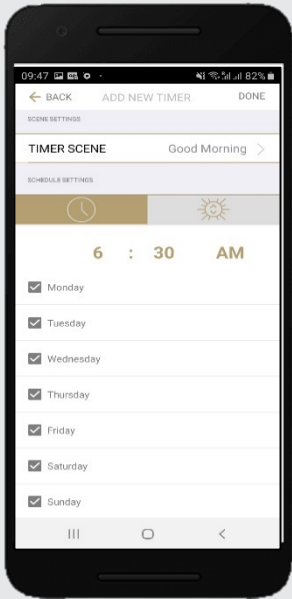 09:47 82%
BACK ADD NEW TIMER DONE
SCENE SETTINGS
TIMER SCENE Good Morning
SCHEDULE SETTINGS
6 : 30 AM
Monday
Tuesday
Wednesday
Thursday
Friday
Saturday
Sunday